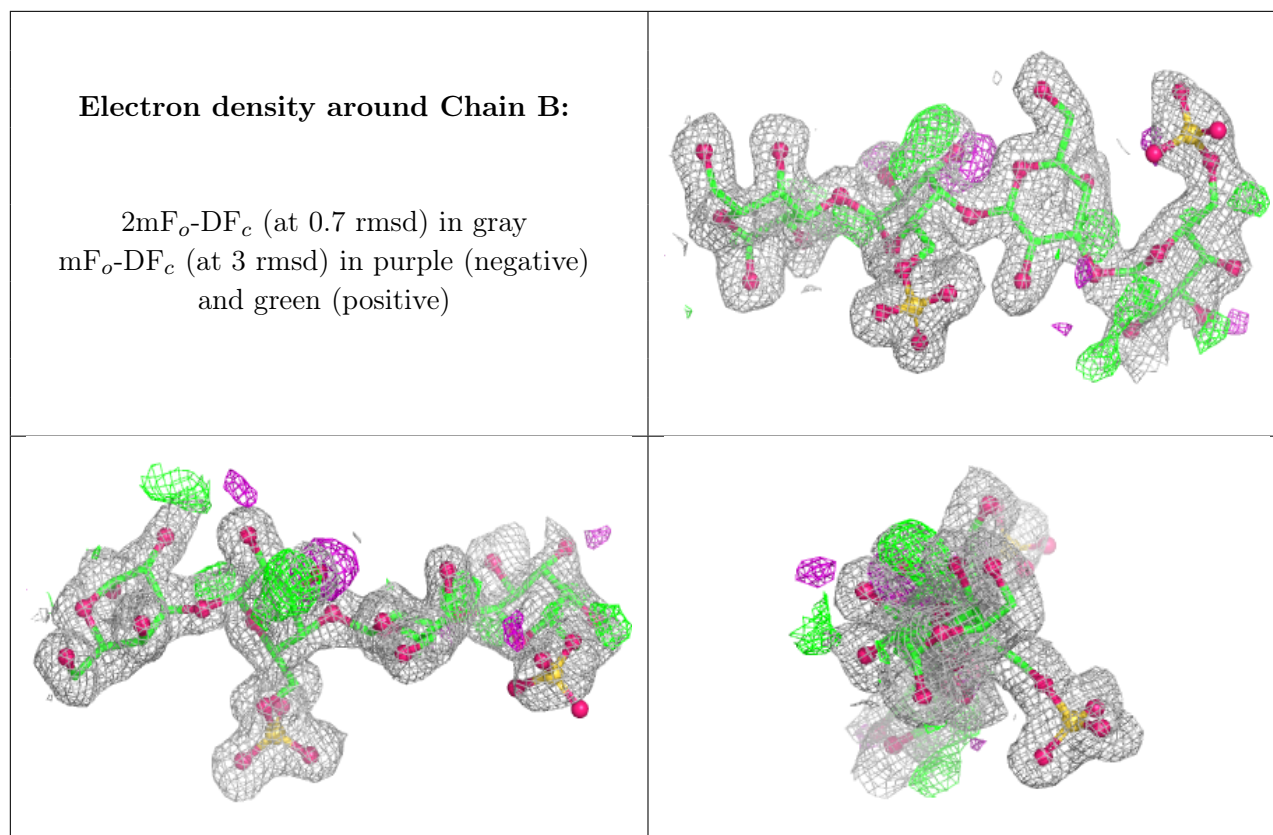 Electron density around Chain B:
2mFₒ-DF𝒸 (at 0.7 rmsd) in gray
mFₒ-DF𝒸 (at 3 rmsd) in purple (negative)
and green (positive)